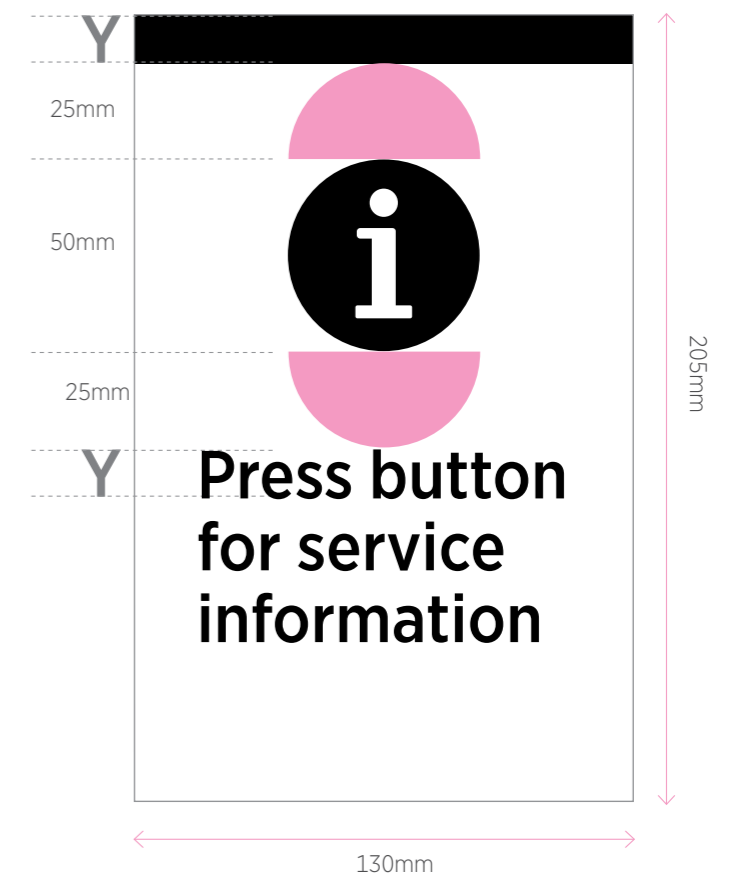 Y
25mm
i
50mm
205mm
25mm
Y
Press button
for service
information
130mm